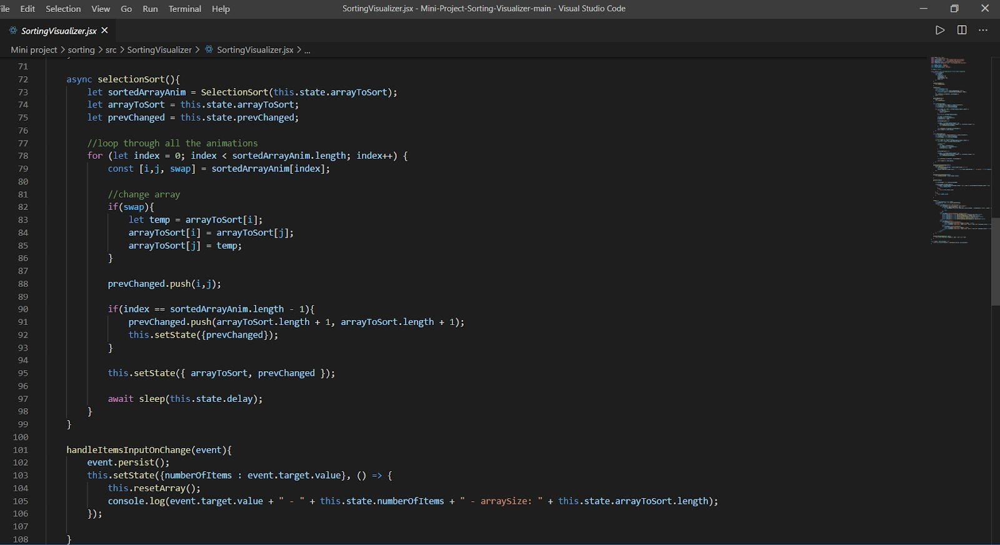 ile Edit Selection View Go Run Terminal Help SortingVisualizer.jsx - Mini-Project-Sorting-Visualizer-main - Visual Studio Code
SortingVisualizer.jsx
Mini project > sorting > src > SortingVisualizer > SortingVisualizer.jsx > ...
71
72 async selectionSort(){
73 let sortedArrayAnim = SelectionSort(this.state.arrayToSort);
74 let arrayToSort = this.state.arrayToSort;
75 let prevChanged = this.state.prevChanged;
76
77 //loop through all the animations
78 for (let index = 0; index < sortedArrayAnim.length; index++) {
79 const [i,j, swap] = sortedArrayAnim[index];
80
81 //change array
82 if(swap){
83 let temp = arrayToSort[i];
84 arrayToSort[i] = arrayToSort[j];
85 arrayToSort[j] = temp;
86 }
87
88 prevChanged.push(i,j);
89
90 if(index == sortedArrayAnim.length - 1){
91 prevChanged.push(arrayToSort.length + 1, arrayToSort.length + 1);
92 this.setState({prevChanged});
93 }
94
95 this.setState({ arrayToSort, prevChanged });
96
97 await sleep(this.state.delay);
98 }
99 }
100
101 handleItemsInputOnChange(event){
102 event.persist();
103 this.setState({numberOfItems : event.target.value}, () => {
104 this.resetArray();
105 console.log(event.target.value + " - " + this.state.numberOfItems + " - arraySize: " + this.state.arrayToSort.length);
106 });
107
108 }